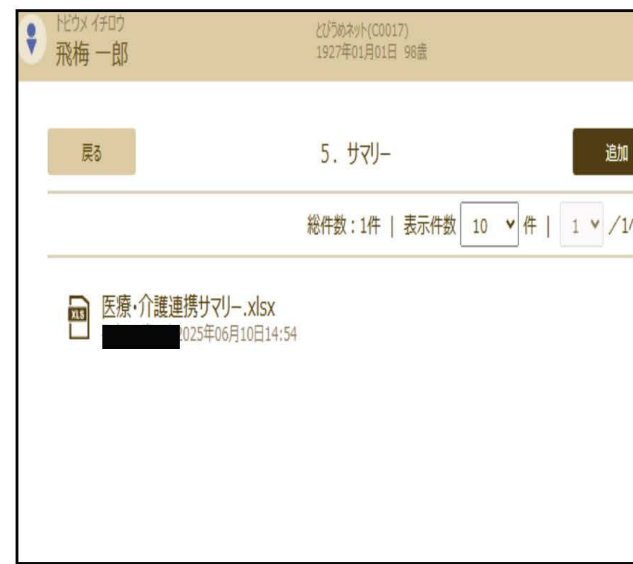 トビウメ イチロウ
飛梅 一郎
とびうめネット(C0017)
1927年01月01日 98歳
戻る
5. サマリー
追加
総件数:1件 | 表示件数 10 件 | 1 /1
XLS
医療・介護連携サマリー.xlsx
2025年06月10日14:54